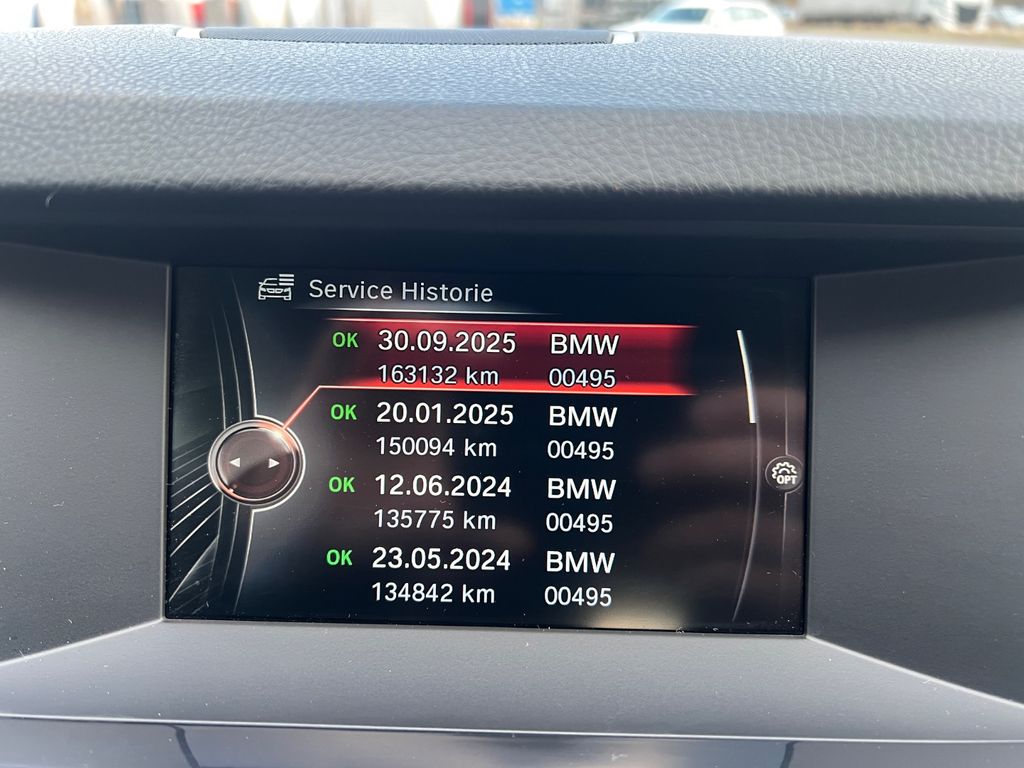 Service Historie
OK 30.09.2025 BMW
163132 km 00495
OK 20.01.2025 BMW
150094 km 00495
OPT
OK 12.06.2024 BMW
135775 km 00495
OK 23.05.2024 BMW
134842 km 00495